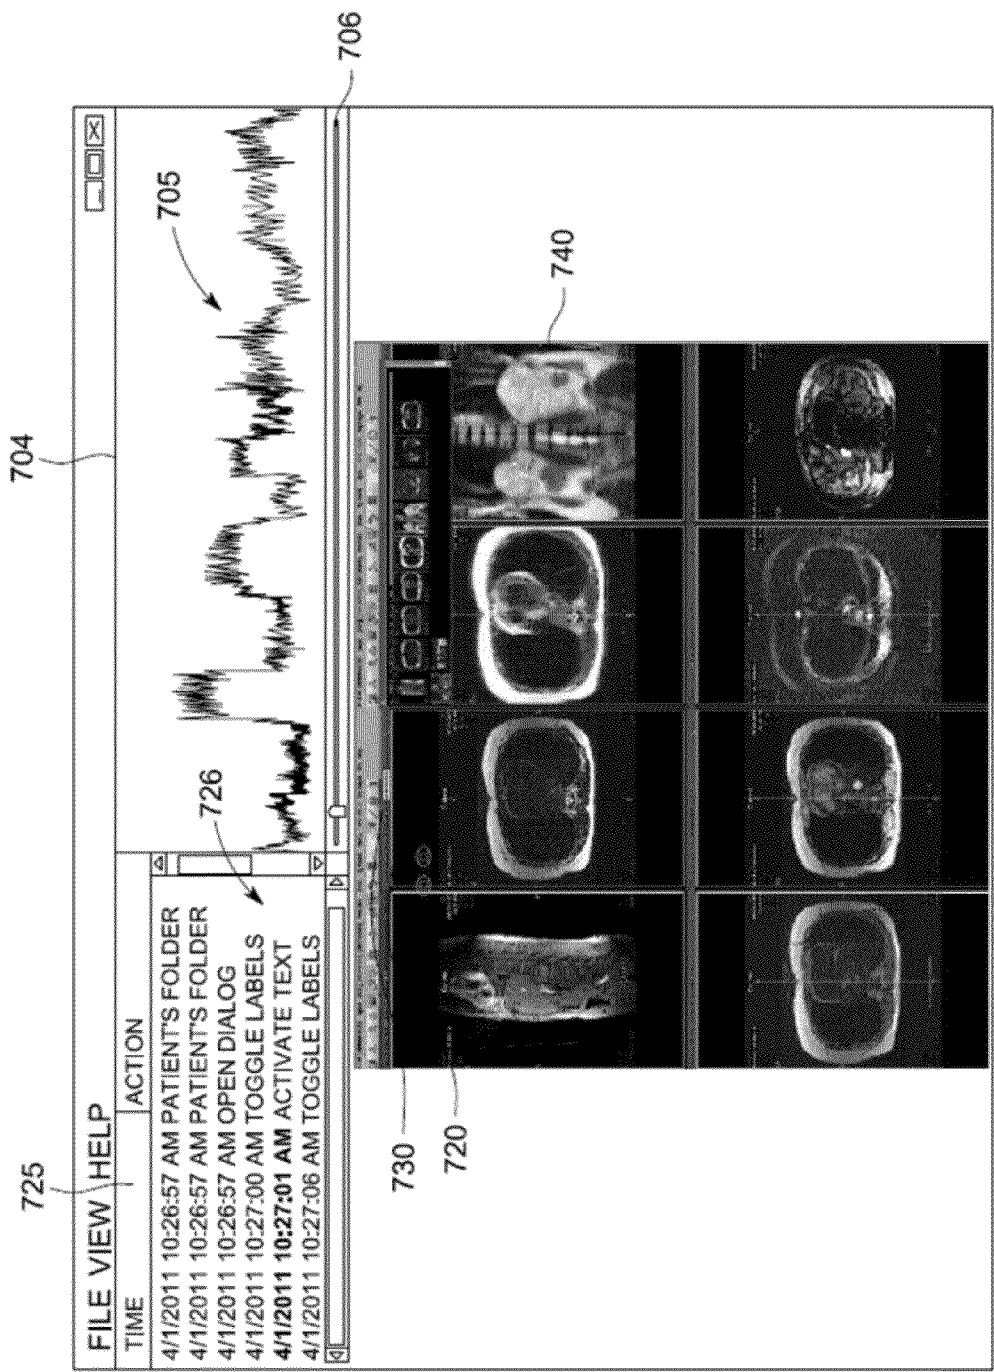 704
FILE VIEW HELP
725
TIME ACTION
4/1/2011 10:26:57 AM PATIENT'S FOLDER
4/1/2011 10:26:57 AM PATIENT'S FOLDER
4/1/2011 10:26:57 AM OPEN DIALOG
4/1/2011 10:27:00 AM TOGGLE LABELS
4/1/2011 10:27:01 AM ACTIVATE TEXT
4/1/2011 10:27:06 AM TOGGLE LABELS
726
705
706
730
720
740